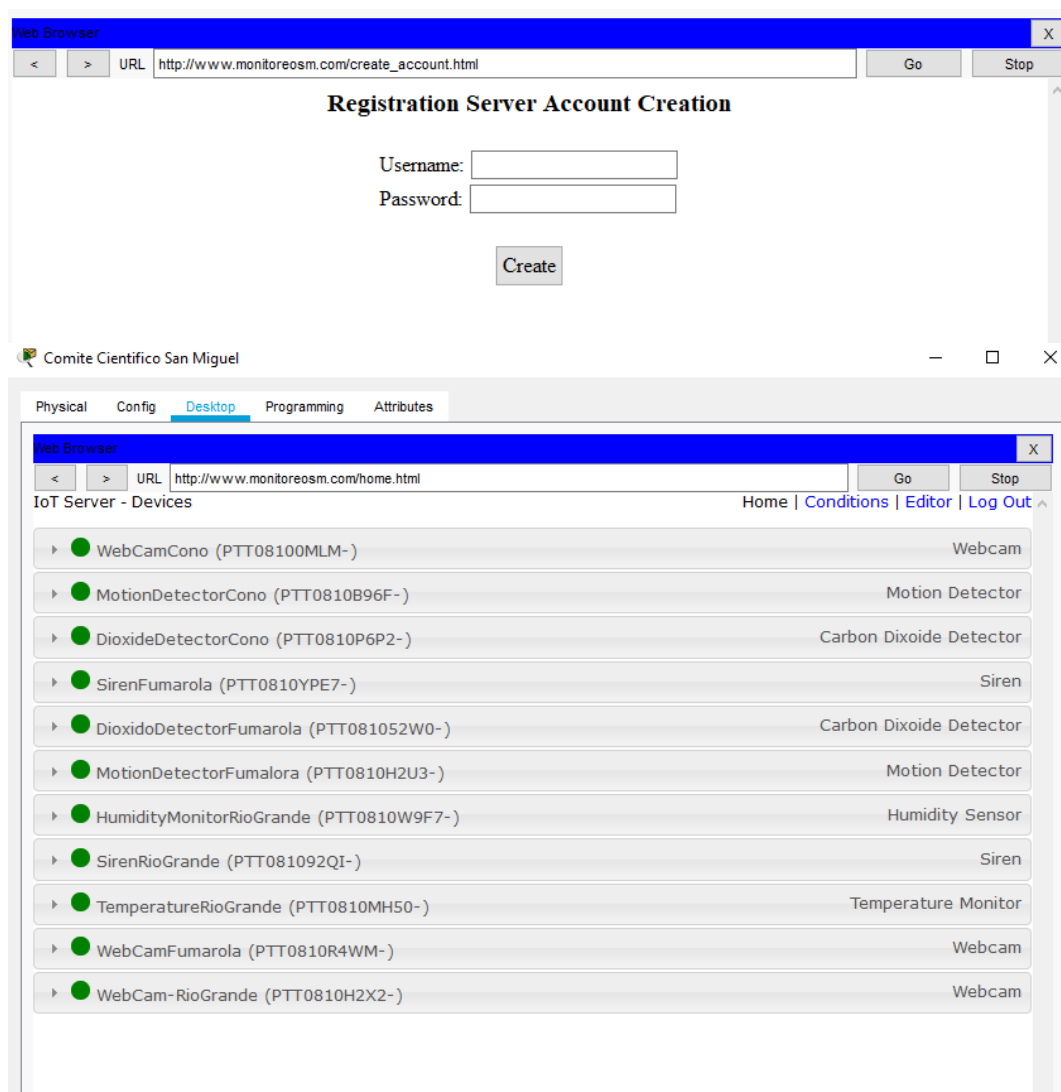 Web Browser X
< > URL http://www.monitoreosm.com/create_account.html Go Stop
Registration Server Account Creation
Username:
Password:
Create
Comite Cientifico San Miguel
Physical Config Desktop Programming Attributes
Web Browser X
< > URL http://www.monitoreosm.com/home.html Go Stop
IoT Server - Devices Home | Conditions | Editor | Log Out
WebCamCono (PTT08100MLM-) Webcam
MotionDetectorCono (PTT0810B96F-) Motion Detector
DioxideDetectorCono (PTT0810P6P2-) Carbon Dixoide Detector
SirenFumarola (PTT0810YPE7-) Siren
DioxidoDetectorFumarola (PTT081052W0-) Carbon Dixoide Detector
MotionDetectorFumalora (PTT0810H2U3-) Motion Detector
HumidityMonitorRioGrande (PTT0810W9F7-) Humidity Sensor
SirenRioGrande (PTT081092QI-) Siren
TemperatureRioGrande (PTT0810MH50-) Temperature Monitor
WebCamFumarola (PTT0810R4WM-) Webcam
WebCam-RioGrande (PTT0810H2X2-) Webcam